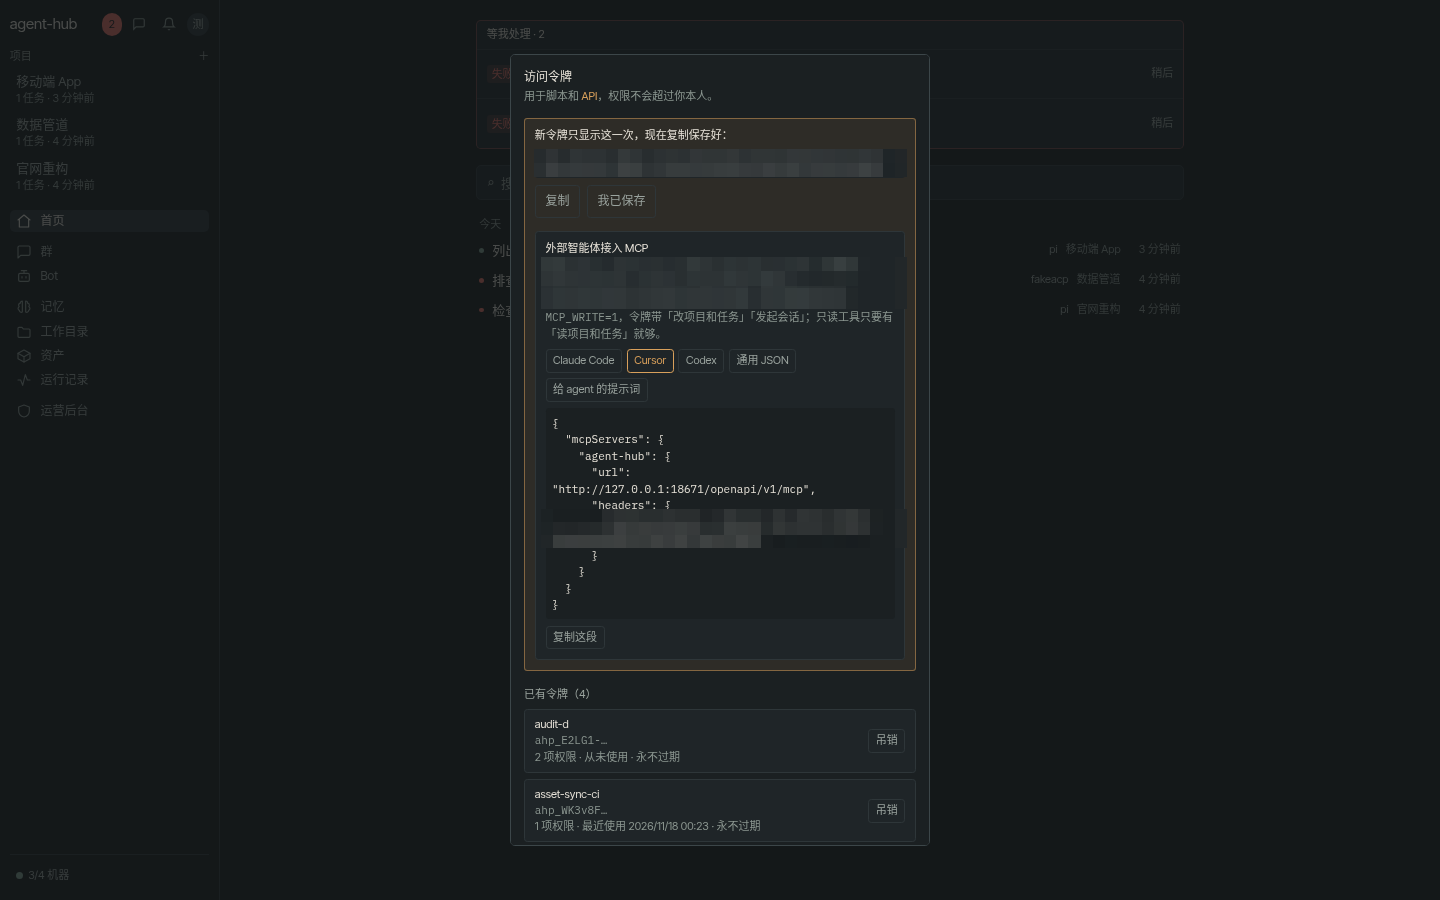 agent-hub
2
测
项目
+
移动端 App
1 任务 · 3 分钟前
数据管道
1 任务 · 4 分钟前
官网重构
1 任务 · 4 分钟前
首页
群
Bot
记忆
工作目录
资产
运行记录
运营后台
3/4 机器
等我处理 · 2
稍后
稍后
今天
列出
pi 移动端 App 3 分钟前
排查
fakeacp 数据管道 4 分钟前
检查
pi 官网重构 4 分钟前
访问令牌
用于脚本和 API，权限不会超过你本人。
新令牌只显示这一次，现在复制保存好：
复制
我已保存
外部智能体接入 MCP
MCP_WRITE=1，令牌带「改项目和任务」「发起会话」；只读工具只要有
「读项目和任务」就够。
Claude Code
Cursor
Codex
通用 JSON
给 agent 的提示词
{
"mcpServers": {
"agent-hub": {
"url":
"http://127.0.0.1:18671/openapi/v1/mcp",
"headers": {
}
}
}
}
复制这段
已有令牌（4）
audit-d
ahp_E2LG1-…
2 项权限 · 从未使用 · 永不过期
吊销
asset-sync-ci
ahp_WK3v8F…
1 项权限 · 最近使用 2026/11/18 00:23 · 永不过期
吊销